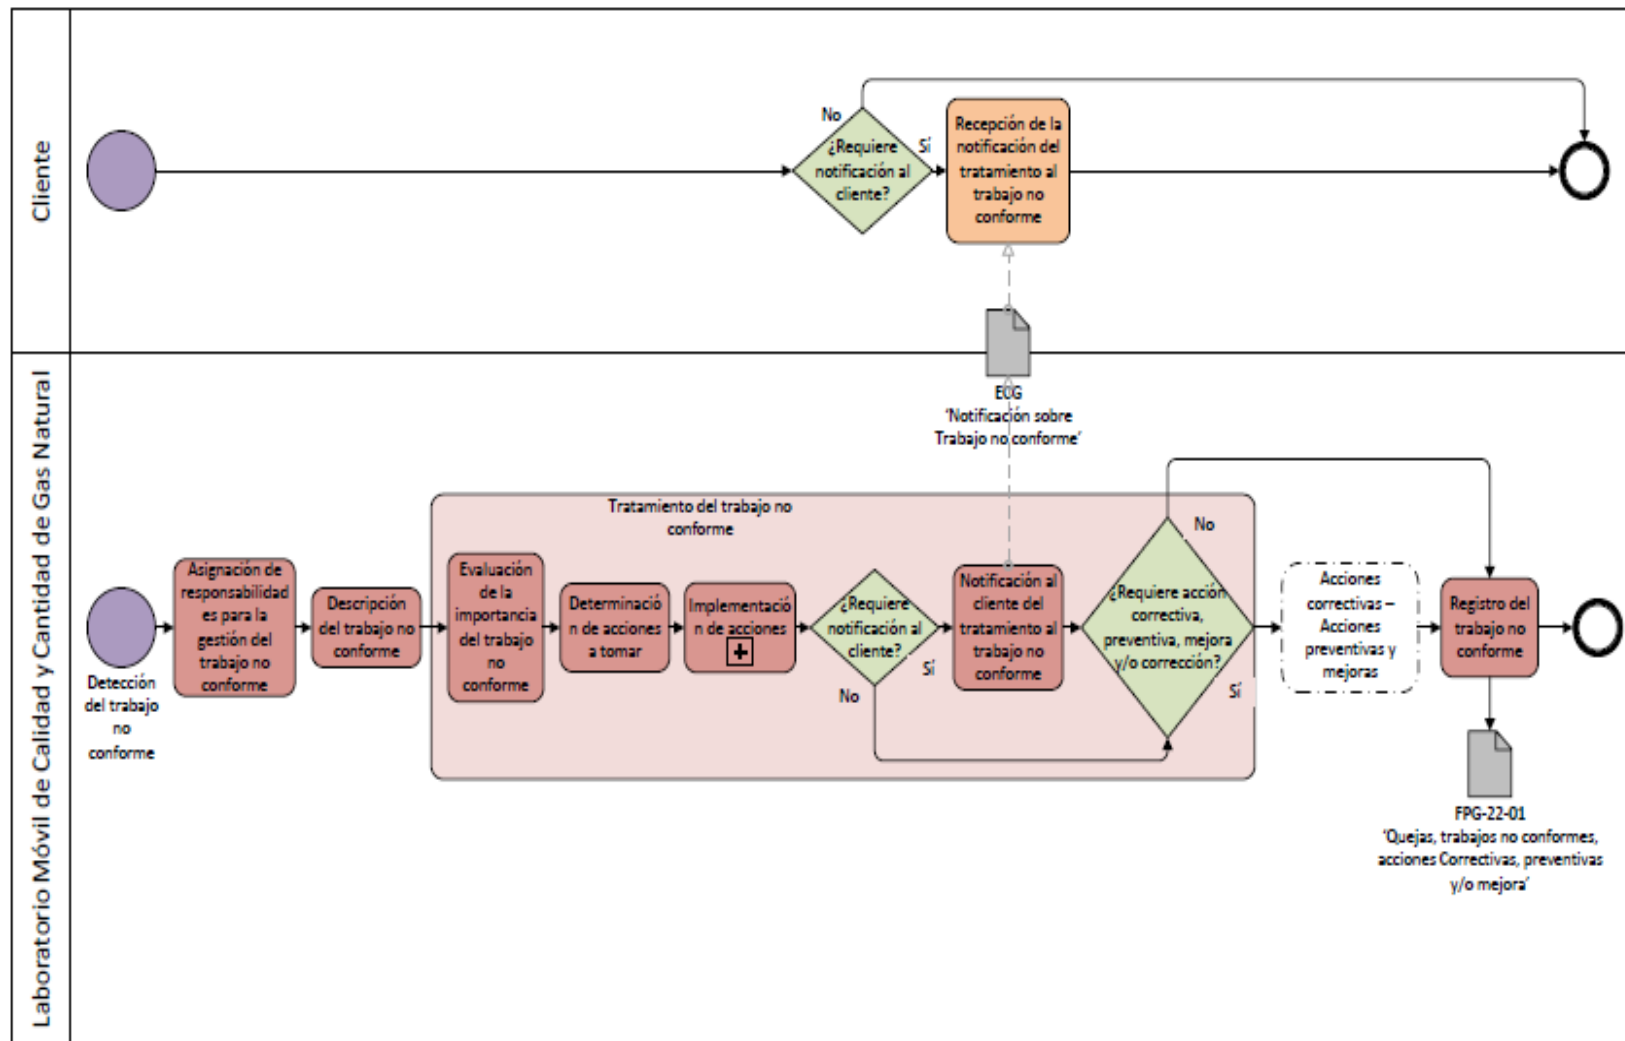 Cliente
No
¿Requiere
notificación al
cliente?
Sí
Recepción de la
notificación del
tratamiento al
trabajo no
conforme
ECG
‘Notificación sobre
Trabajo no conforme’
Laboratorio Móvil de Calidad y Cantidad de Gas Natural
Detección
del trabajo
no
conforme
Asignación de
responsabilidad
es para la
gestión del
trabajo no
conforme
Descripción
del trabajo no
conforme
Tratamiento del trabajo no
conforme
Evaluación
de la
importancia
del trabajo
no
conforme
Determinació
n de acciones
a tomar
Implementació
n de acciones
¿Requiere
notificación al
cliente?
Sí
No
Notificación al
cliente del
tratamiento al
trabajo no
conforme
¿Requiere acción
correctiva,
preventiva, mejora
y/o corrección?
No
Sí
Acciones
correctivas –
Acciones
preventivas y
mejoras
Registro del
trabajo no
conforme
FPG-22-01
‘Quejas, trabajos no conformes,
acciones Correctivas, preventivas
y/o mejora’